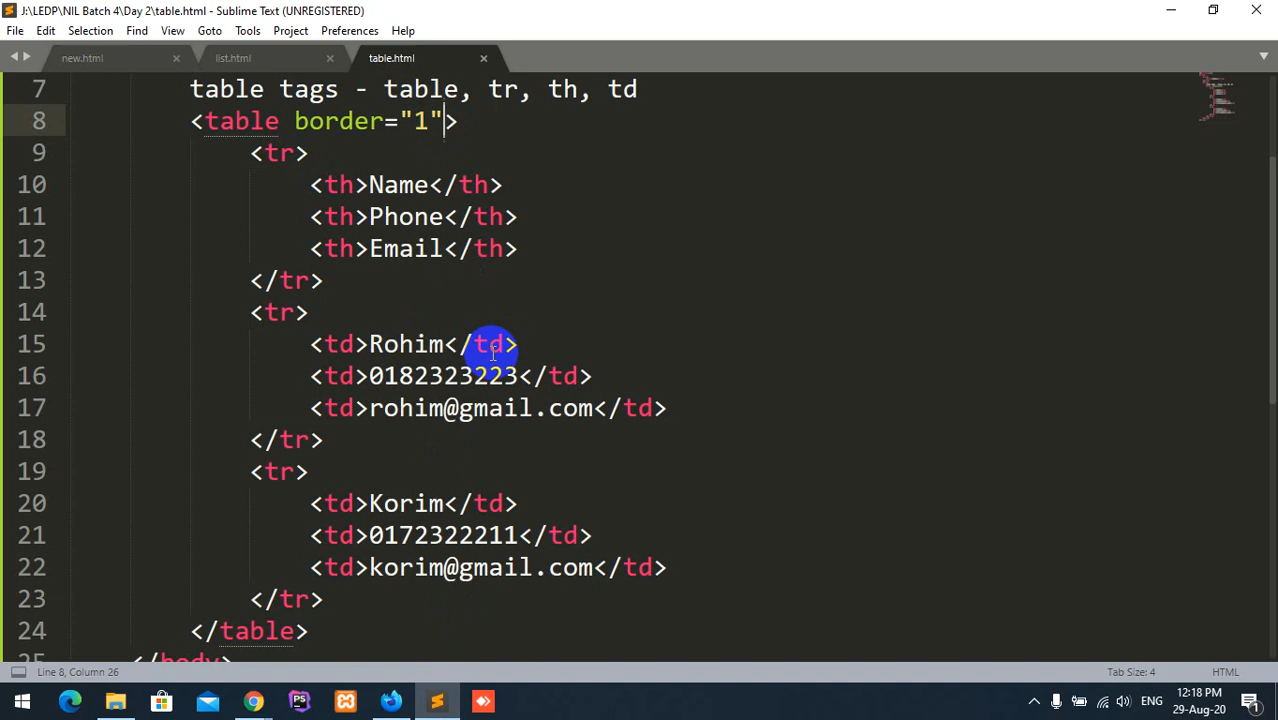 J:\LEDP\NIL Batch 4\Day 2\table.html - Sublime Text (UNREGISTERED)
File Edit Selection Find View Goto Tools Project Preferences Help
new.html list.html table.html
7 table tags - table, tr, th, td
8 <table border="1">
9 <tr>
10 <th>Name</th>
11 <th>Phone</th>
12 <th>Email</th>
13 </tr>
14 <tr>
15 <td>Rohim</td>
16 <td>0182323223</td>
17 <td>rohim@gmail.com</td>
18 </tr>
19 <tr>
20 <td>Korim</td>
21 <td>0172322211</td>
22 <td>korim@gmail.com</td>
23 </tr>
24 </table>
25 </body>
Line 8, Column 26 Tab Size: 4 HTML
PS ENG 12:18 PM
29-Aug-20 1